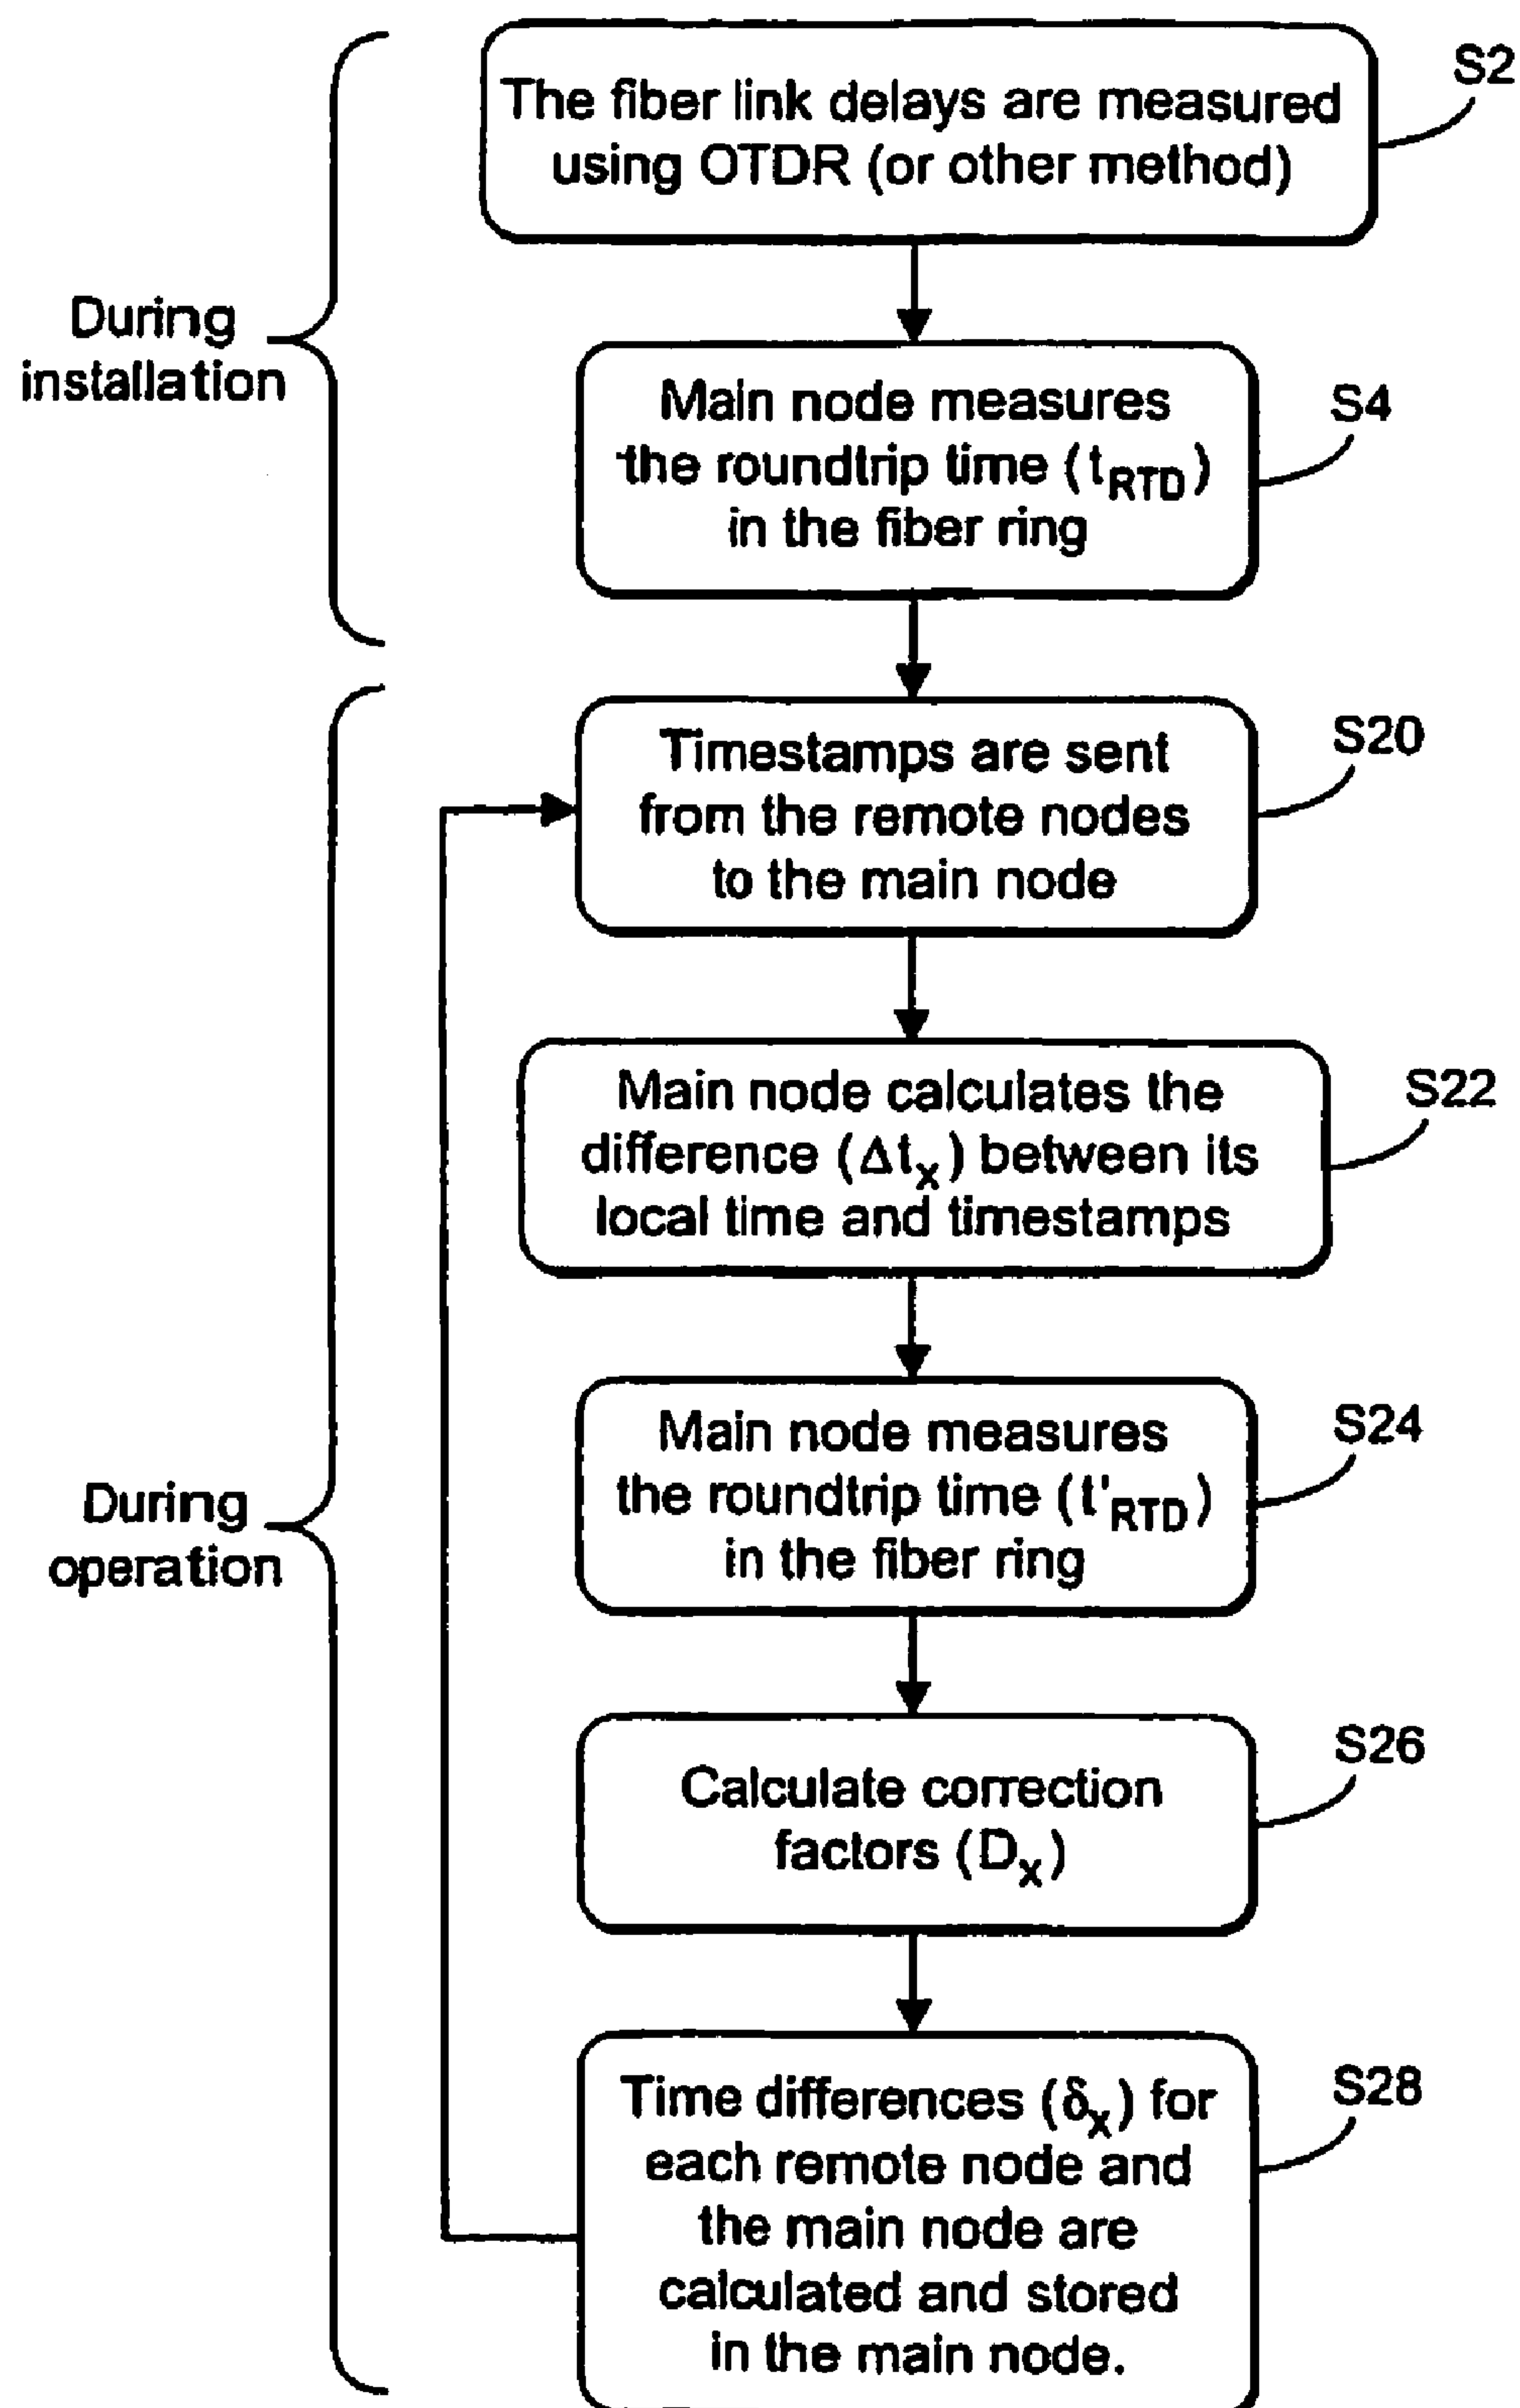 The fiber link delays are measured
using OTDR (or other method)
S2
During
installation
Main node measures
the roundtrip time (tRTD)
in the fiber ring
S4
Timestamps are sent
from the remote nodes
to the main node
S20
Main node calculates the
difference (Δtx) between its
local time and timestamps
S22
During
operation
Main node measures
the roundtrip time (t'RTD)
in the fiber ring
S24
Calculate correction
factors (Dx)
S26
Time differences (δx) for
each remote node and
the main node are
calculated and stored
in the main node.
S28